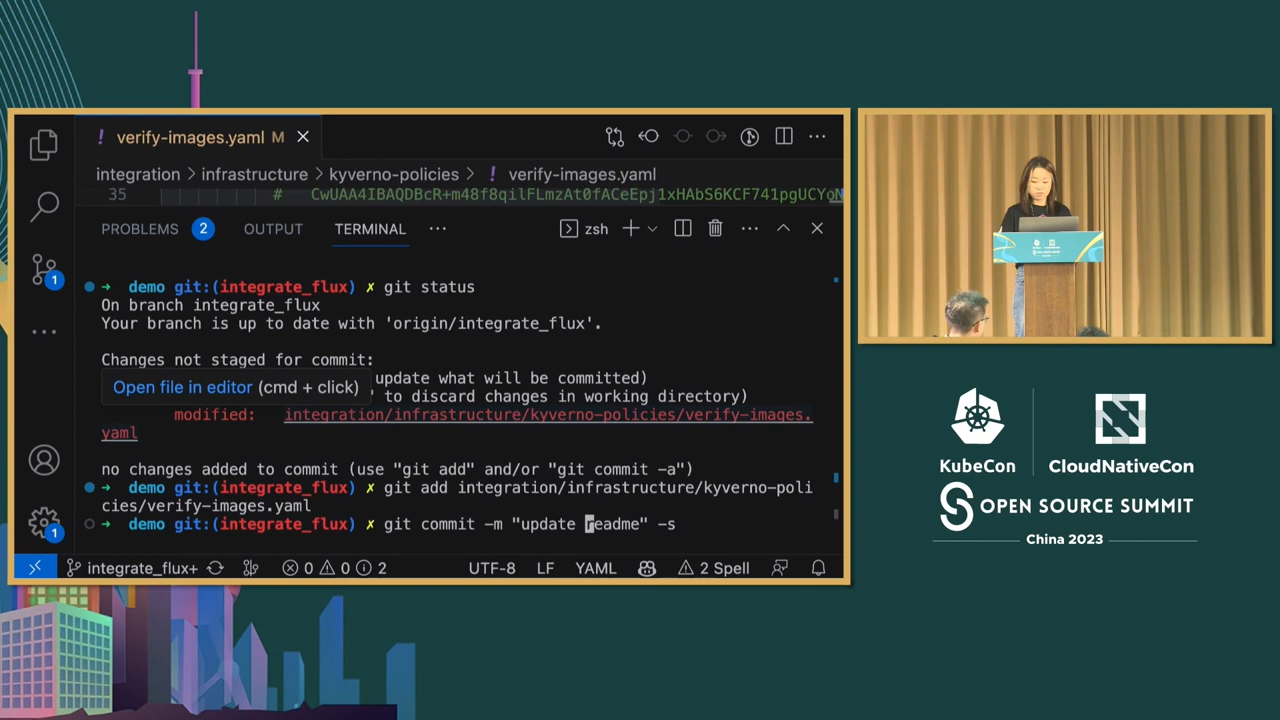 ! verify-images.yaml M
integration > infrastructure > kyverno-policies > ! verify-images.yaml
35 # CwUAA4IBAQDBcR+m48f8qilFLmzAt0fACeEpj1xHAbS6KCF741pgUCYoN
PROBLEMS 2 OUTPUT TERMINAL ··· zsh
demo git:(integrate_flux) ✗ git status
On branch integrate_flux
Your branch is up to date with 'origin/integrate_flux'.
Changes not staged for commit:
update what will be committed)
Open file in editor (cmd + click)
' to discard changes in working directory)
modified: integration/infrastructure/kyverno-policies/verify-images.
yaml
no changes added to commit (use "git add" and/or "git commit -a")
demo git:(integrate_flux) ✗ git add integration/infrastructure/kyverno-poli
cies/verify-images.yaml
demo git:(integrate_flux) ✗ git commit -m "update readme" -s
1
1
integrate_flux+ 0 0 2 UTF-8 LF YAML 2 Spell
KubeCon CloudNativeCon
OPEN SOURCE SUMMIT
China 2023